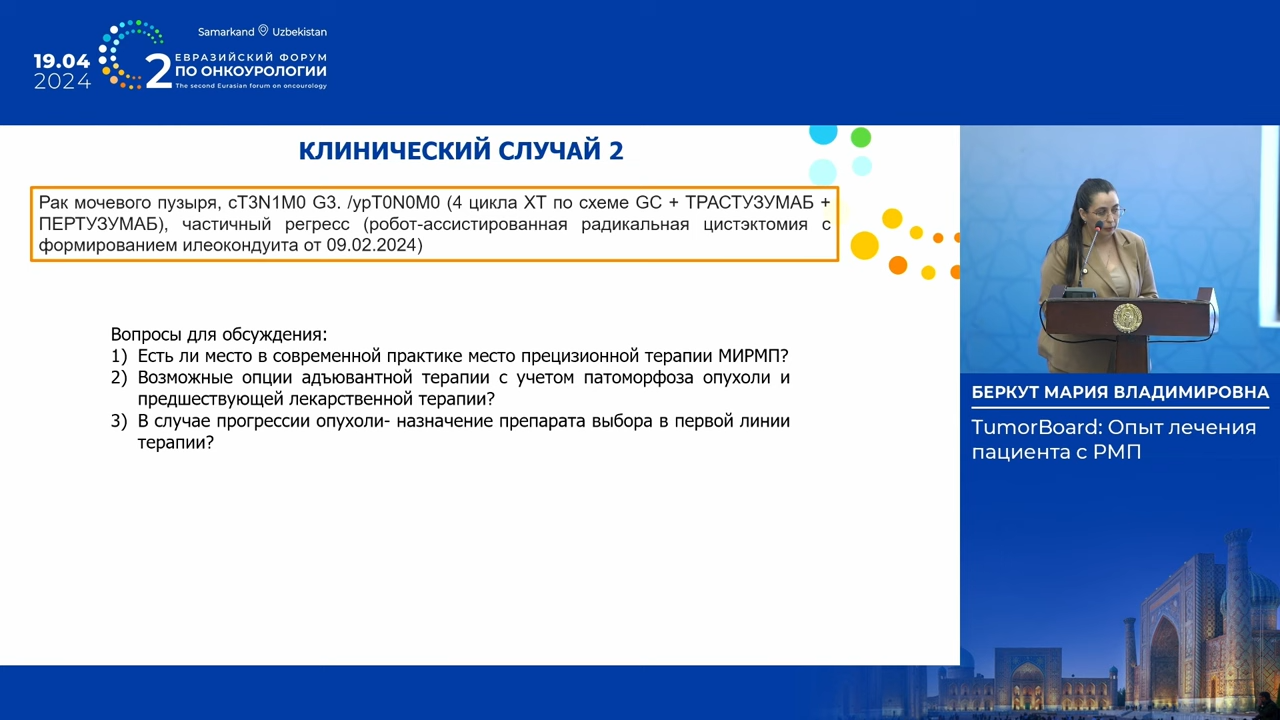 Samarkand Uzbekistan
19.04
2024
2
ЕВРАЗИЙСКИЙ ФОРУМ
ПО ОНКОУРОЛОГИИ
The second Eurasian forum on oncourology
КЛИНИЧЕСКИЙ СЛУЧАЙ 2
Рак мочевого пузыря, cT3N1M0 G3. /ypT0N0M0 (4 цикла ХТ по схеме GC + ТРАСТУЗУМАБ +
ПЕРТУЗУМАБ), частичный регресс (робот-ассистированная радикальная цистэктомия с
формированием илеокондуита от 09.02.2024)
Вопросы для обсуждения:
1) Есть ли место в современной практике место прецизионной терапии МИРМП?
2) Возможные опции адъювантной терапии с учетом патоморфоза опухоли и
предшествующей лекарственной терапии?
3) В случае прогрессии опухоли- назначение препарата выбора в первой линии
терапии?
БЕРКУТ МАРИЯ ВЛАДИМИРОВНА
TumorBoard: Опыт лечения
пациента с РМП